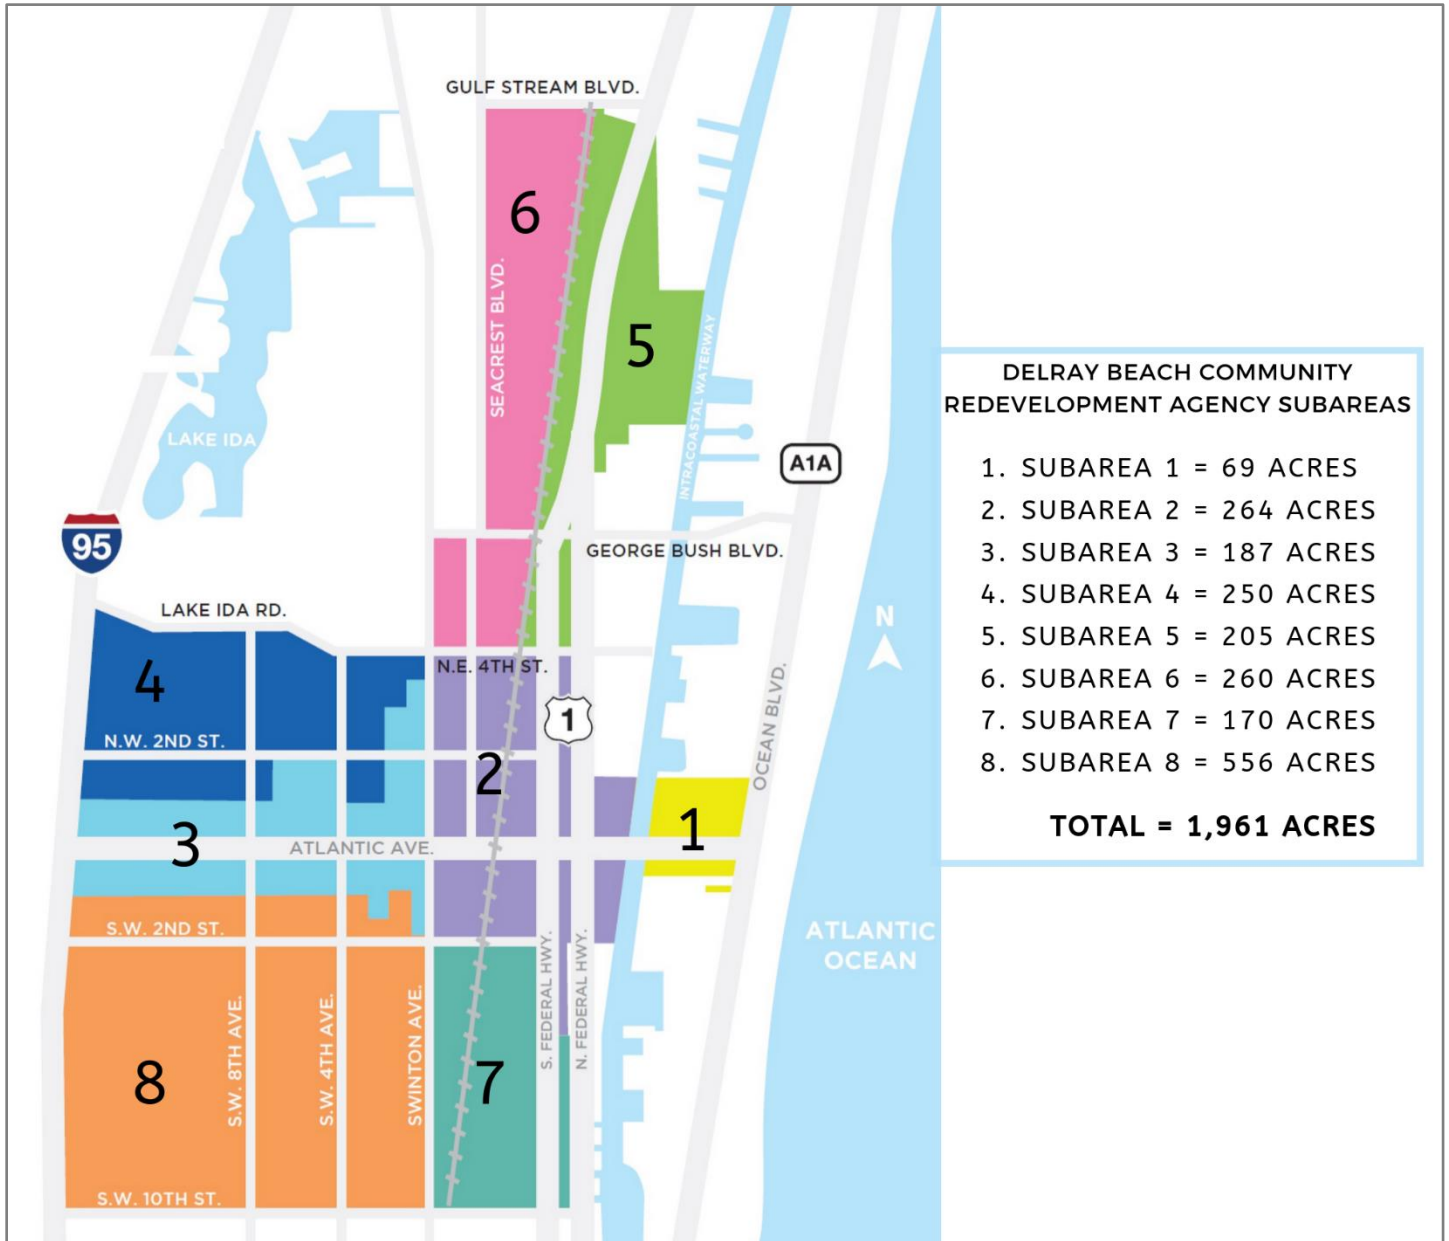 GULF STREAM BLVD.
6
SEACREST BLVD.
5
INTRACOASTAL WATERWAY
LAKE IDA
A1A
95
GEORGE BUSH BLVD.
LAKE IDA RD.
N
4
N.E. 4TH ST.
1
N.W. 2ND ST.
2
OCEAN BLVD.
3
ATLANTIC AVE.
1
S.W. 2ND ST.
ATLANTIC
OCEAN
S. FEDERAL HWY.
N. FEDERAL HWY.
8
S.W. 8TH AVE.
S.W. 4TH AVE.
SWINTON AVE.
7
S.W. 10TH ST.
DELRAY BEACH COMMUNITY
REDEVELOPMENT AGENCY SUBAREAS
1. SUBAREA 1 = 69 ACRES
2. SUBAREA 2 = 264 ACRES
3. SUBAREA 3 = 187 ACRES
4. SUBAREA 4 = 250 ACRES
5. SUBAREA 5 = 205 ACRES
6. SUBAREA 6 = 260 ACRES
7. SUBAREA 7 = 170 ACRES
8. SUBAREA 8 = 556 ACRES
TOTAL = 1,961 ACRES